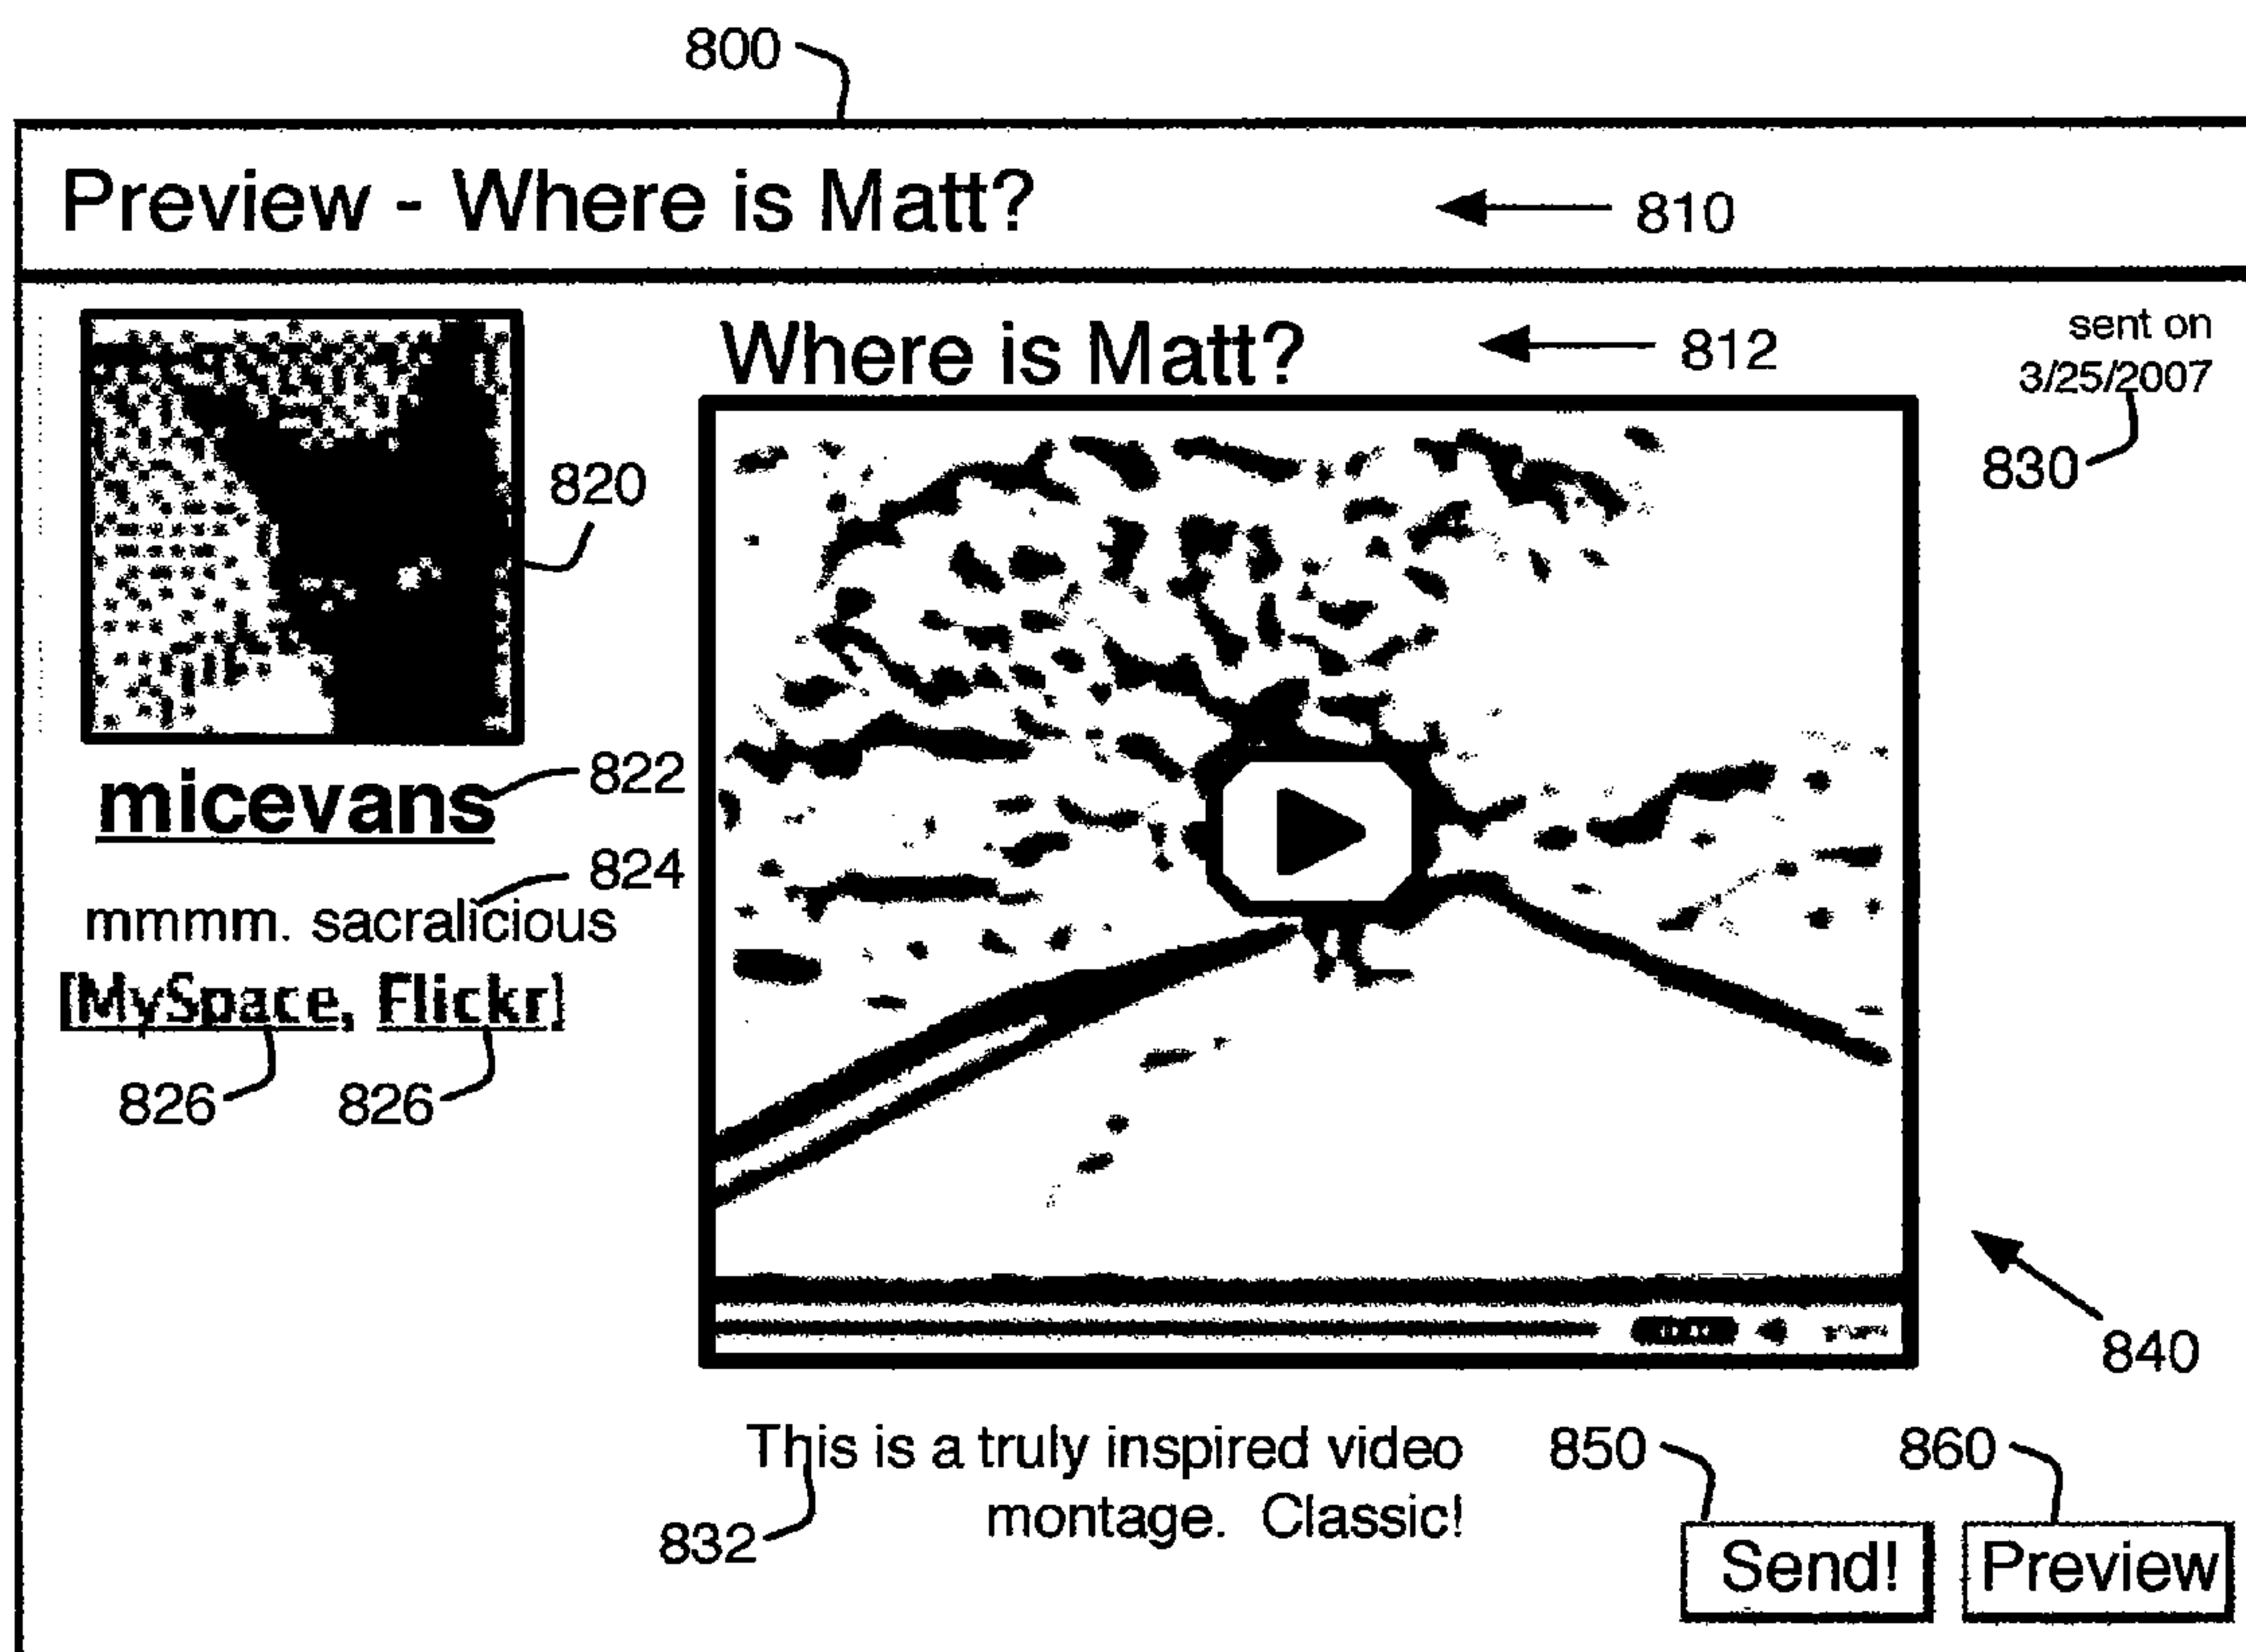 800
Preview - Where is Matt?
810
Where is Matt?
812
sent on
3/25/2007
830
820
micevans
822
824
mmmm. sacralicious
[MySpace, Flickr]
826
826
840
This is a truly inspired video
montage. Classic!
832
850
860
Send!
Preview